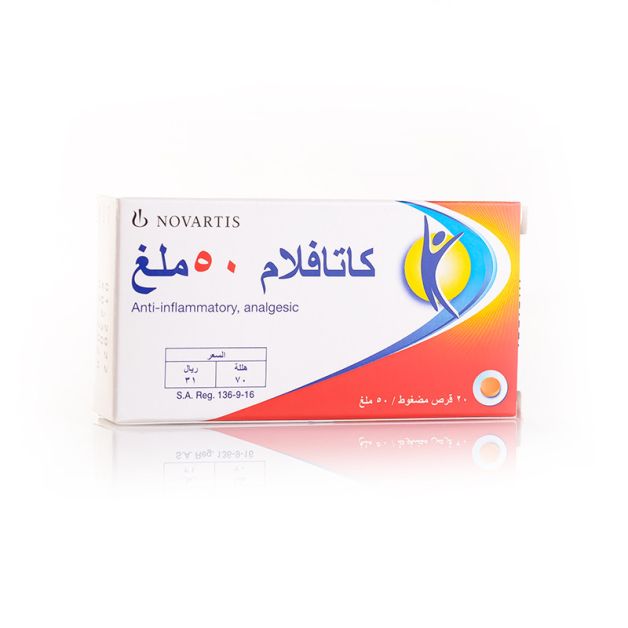 NOVARTIS
كاتافلام ٥٠ ملغ
Anti-inflammatory, analgesic
السعر
ريال هللة
٣١ ٧٠
S.A. Reg. 136-9-16
٢٠ قرص مضغوط / ٥٠ ملغ